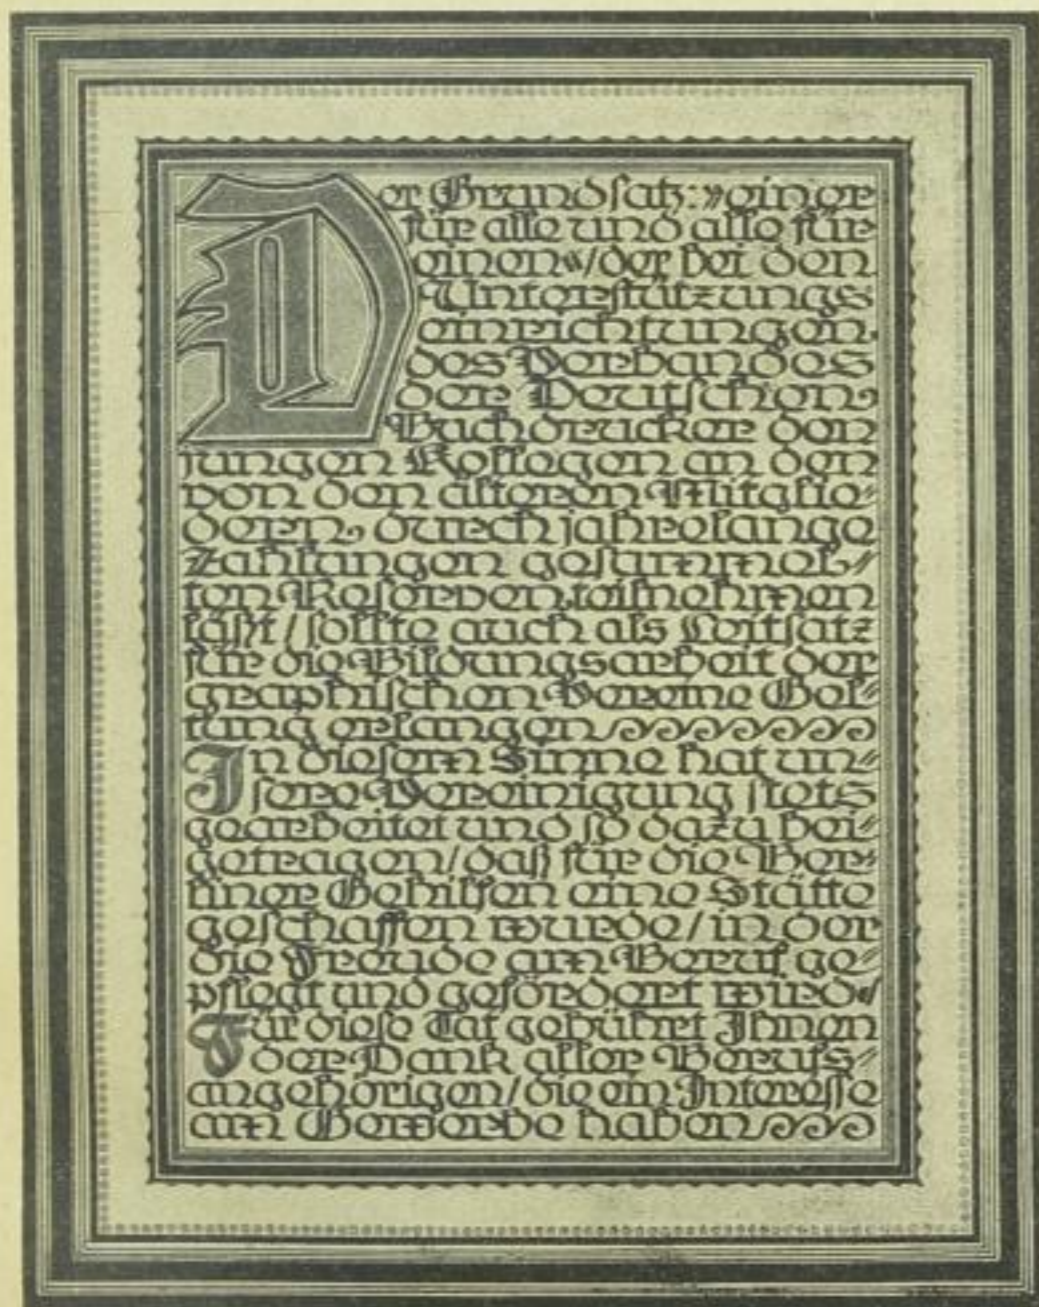 Der Grundsatz: »einer
für alle und alle für
einen«/der bei den
Unterstützungs
einrichtungen
des Verbandes
der Deutschen
Buchdrucker den
jungen Kollegen an den
von den älteren Mitglie⸗
dern, durch jahrelange
Zahlungen gesammel⸗
ten Reserven teilnehmen
läßt/sollte auch als Leitsatz
für die Bildungsarbeit der
graphischen Vereine Gel⸗
tung erlangen
In diesem Sinne hat un⸗
sere Vereinigung stets
gearbeitet und so dazu bei⸗
getragen/daß für die Ber⸗
liner Gehilfen eine Stätte
geschaffen wurde/in der
die Freude am Beruf ge⸗
pflegt und gefördert wird
Für diese Tat gebühret Ihnen
der Dank aller Berufs⸗
angehörigen/die ein Interesse
am Gewerbe haben